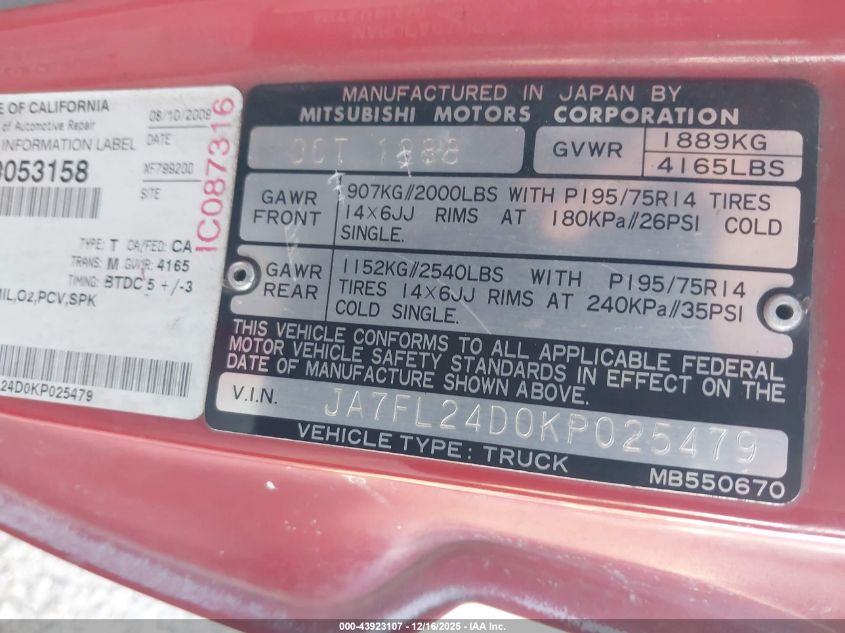 E OF CALIFORNIA
of Automotive Repair
INFORMATION LABEL
0053158
08/10/2009
DATE
XF799200
SITE
TYPE: T CA/FED: CA
TRANS: M GVWR: 4165
TIMING: BTDC 5 +/-3
MIL,O2,PCV,SPK
L24D0KP025479
IC087316
MANUFACTURED IN JAPAN BY
MITSUBISHI MOTORS CORPORATION
OCT 1988
GVWR
1889KG
4165LBS
GAWR
FRONT
907KG//2000LBS WITH P195/75R14 TIRES
14×6JJ RIMS AT 180KPa//26PSI COLD
SINGLE.
GAWR
REAR
1152KG//2540LBS WITH P195/75R14
TIRES 14×6JJ RIMS AT 240KPa//35PSI
COLD SINGLE.
THIS VEHICLE CONFORMS TO ALL APPLICABLE FEDERAL
MOTOR VEHICLE SAFETY STANDARDS IN EFFECT ON THE
DATE OF MANUFACTURE SHOWN ABOVE.
V.I.N.
JA7FL24D0KP025479
VEHICLE TYPE: TRUCK
MB550670
000-43923107 - 12/16/2025 - IAA, Inc.